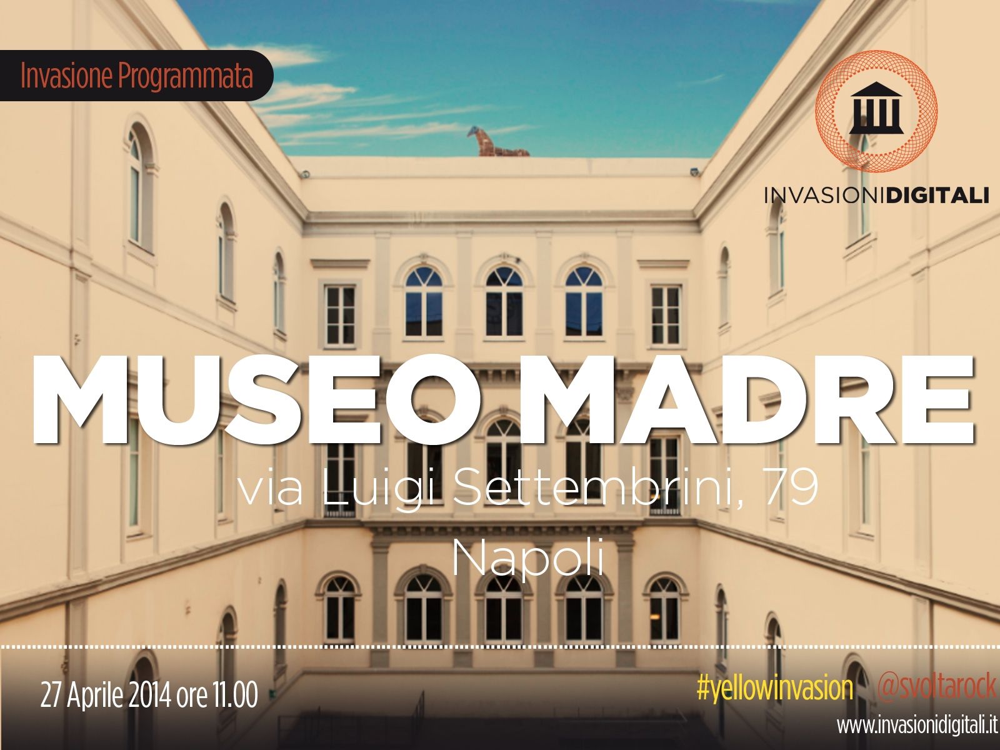 Invasione Programmata
INVASIONIDIGITALI
MUSEO MADRE
via Luigi Settembrini, 79
Napoli
27 Aprile 2014 ore 11.00
#yellowinvasion @svoltarock
www.invasionidigitali.it